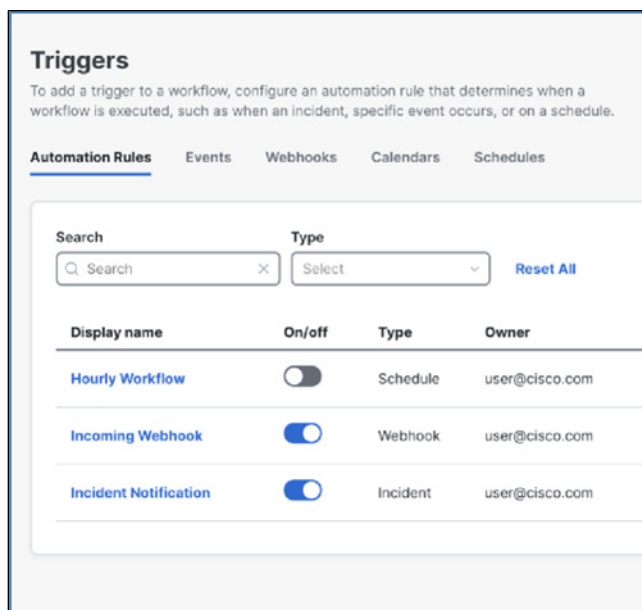 Triggers
To add a trigger to a workflow, configure an automation rule that determines when a
workflow is executed, such as when an incident, specific event occurs, or on a schedule.
Automation Rules Events Webhooks Calendars Schedules
Search Type
Search Select Reset All
Display name On/off Type Owner
Hourly Workflow Schedule user@cisco.com
Incoming Webhook Webhook user@cisco.com
Incident Notification Incident user@cisco.com